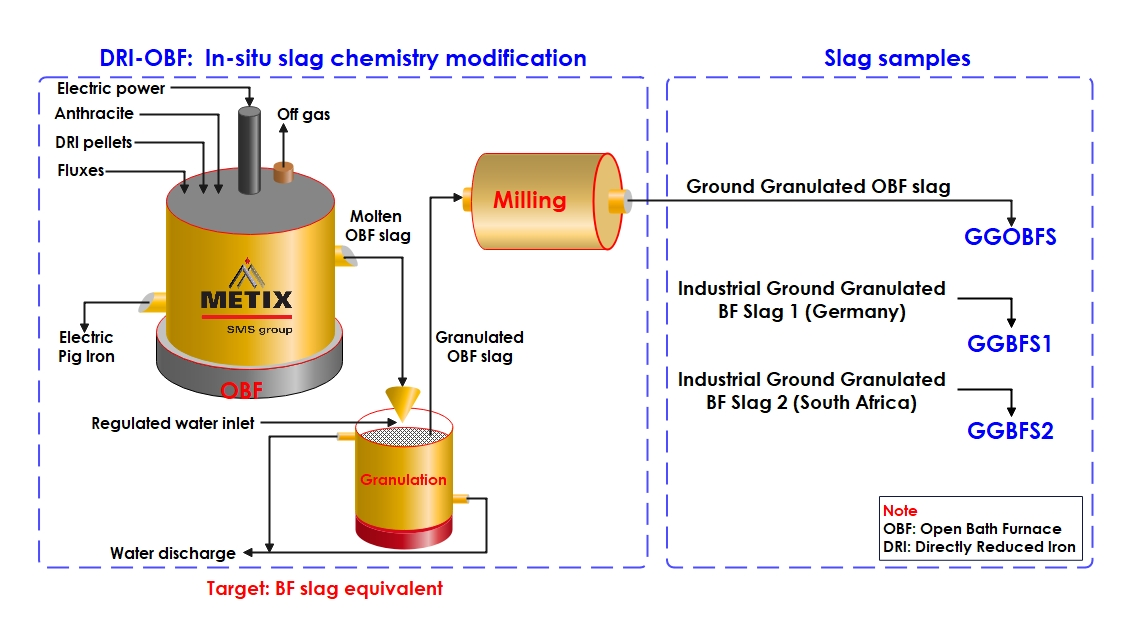 DRI-OBF: In-situ slag chemistry modification
Slag samples
Electric power
Anthracite
DRI pellets
Fluxes
Off gas
Molten
OBF slag
METIX
SMS group
Electric
Pig Iron
OBF
Granulated
OBF slag
Milling
Regulated water inlet
Granulation
Water discharge
Target: BF slag equivalent
Ground Granulated OBF slag
GGOBFS
Industrial Ground Granulated
BF Slag 1 (Germany)
GGBFS1
Industrial Ground Granulated
BF Slag 2 (South Africa)
GGBFS2
Note
OBF: Open Bath Furnace
DRI: Directly Reduced Iron